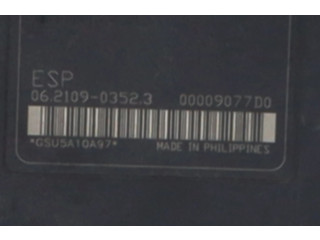 ESP
06.2109-0352.3 00009077D0
*GSU5A10A97*
MADE IN PHILIPPINES